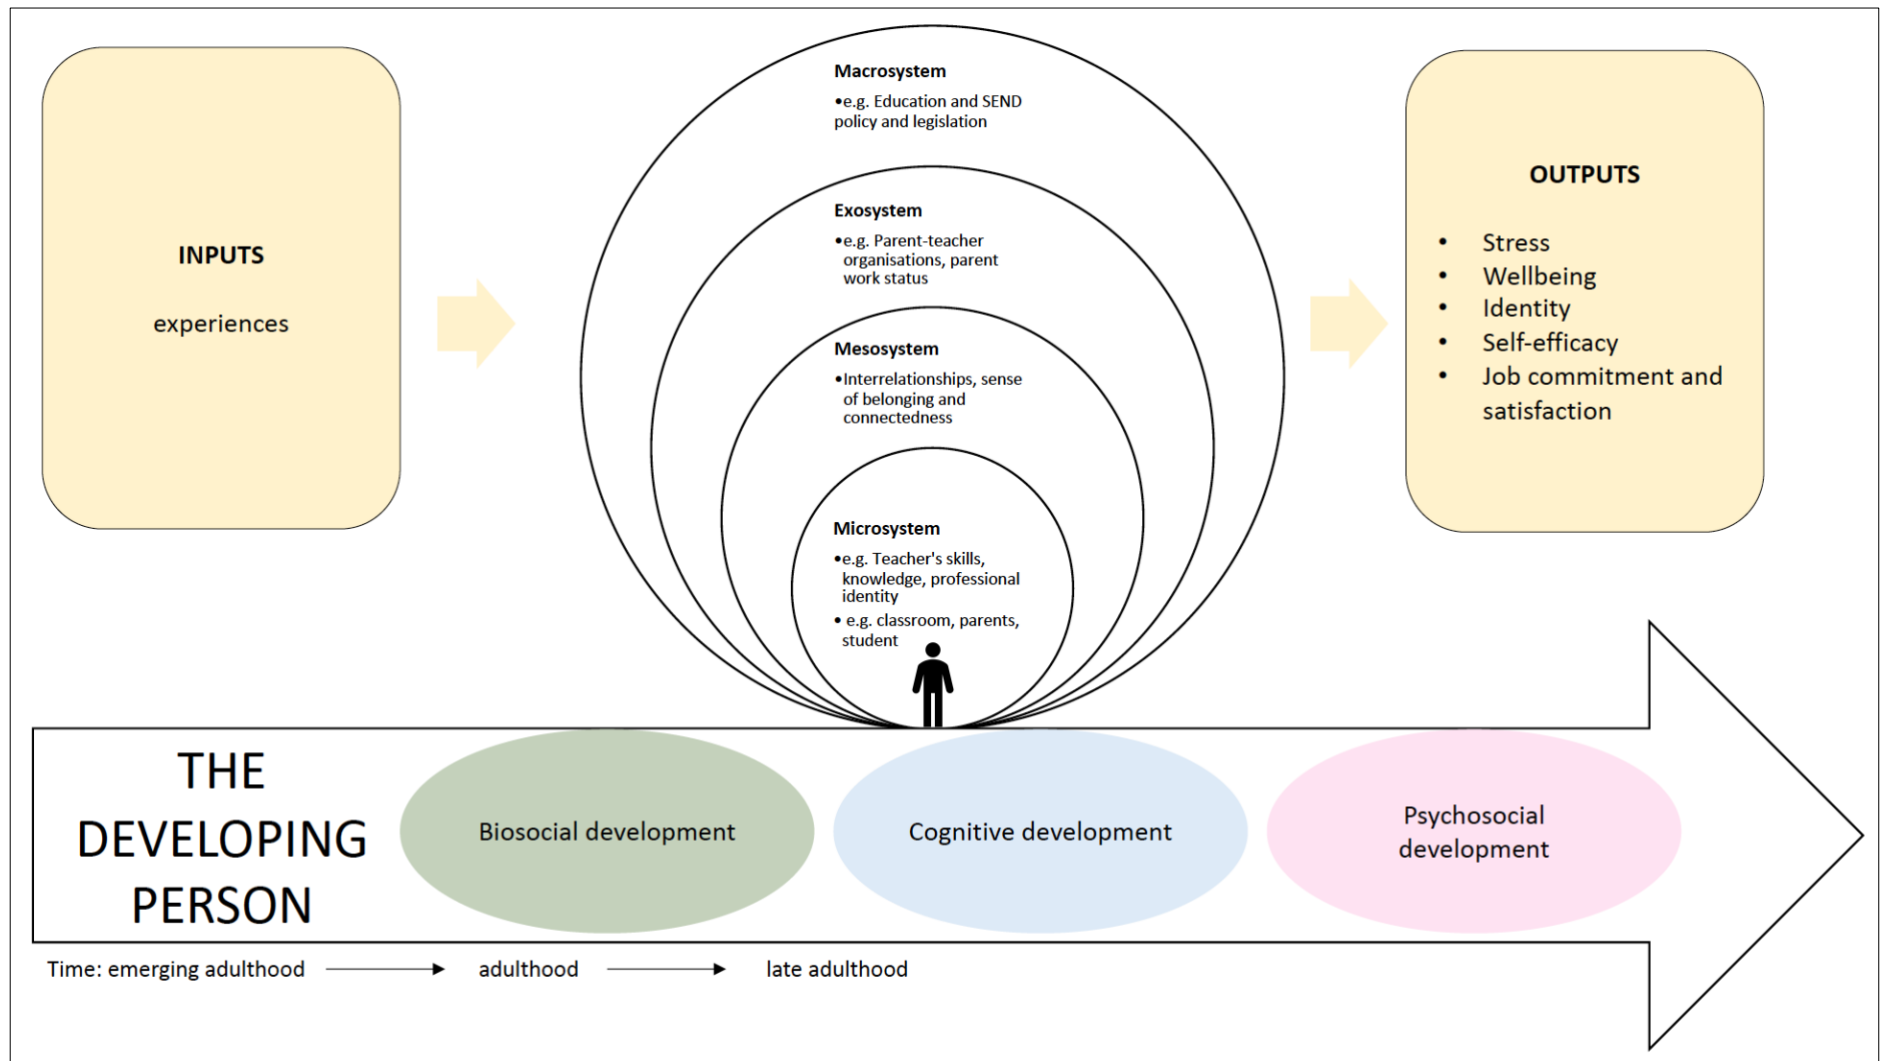 INPUTS
experiences
Macrosystem
•e.g. Education and SEND
policy and legislation
Exosystem
•e.g. Parent-teacher
organisations, parent
work status
Mesosystem
•Interrelationships, sense
of belonging and
connectedness
Microsystem
•e.g. Teacher's skills,
knowledge, professional
identity
• e.g. classroom, parents,
student
OUTPUTS
• Stress
• Wellbeing
• Identity
• Self-efficacy
• Job commitment and
satisfaction
THE
DEVELOPING
PERSON
Biosocial development
Cognitive development
Psychosocial
development
Time: emerging adulthood
adulthood
late adulthood